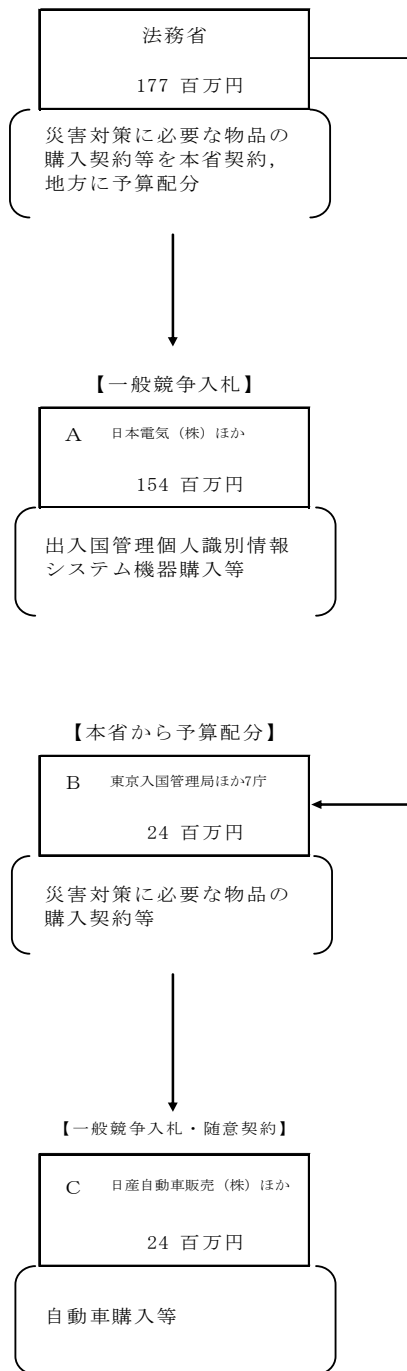 法務省
177 百万円
災害対策に必要な物品の
購入契約等を本省契約,
地方に予算配分
【一般競争入札】
A 日本電気（株）ほか
154 百万円
出入国管理個人識別情報
システム機器購入等
【本省から予算配分】
B 東京入国管理局ほか7庁
24 百万円
災害対策に必要な物品の
購入契約等
【一般競争入札・随意契約】
C 日産自動車販売（株）ほか
24 百万円
自動車購入等